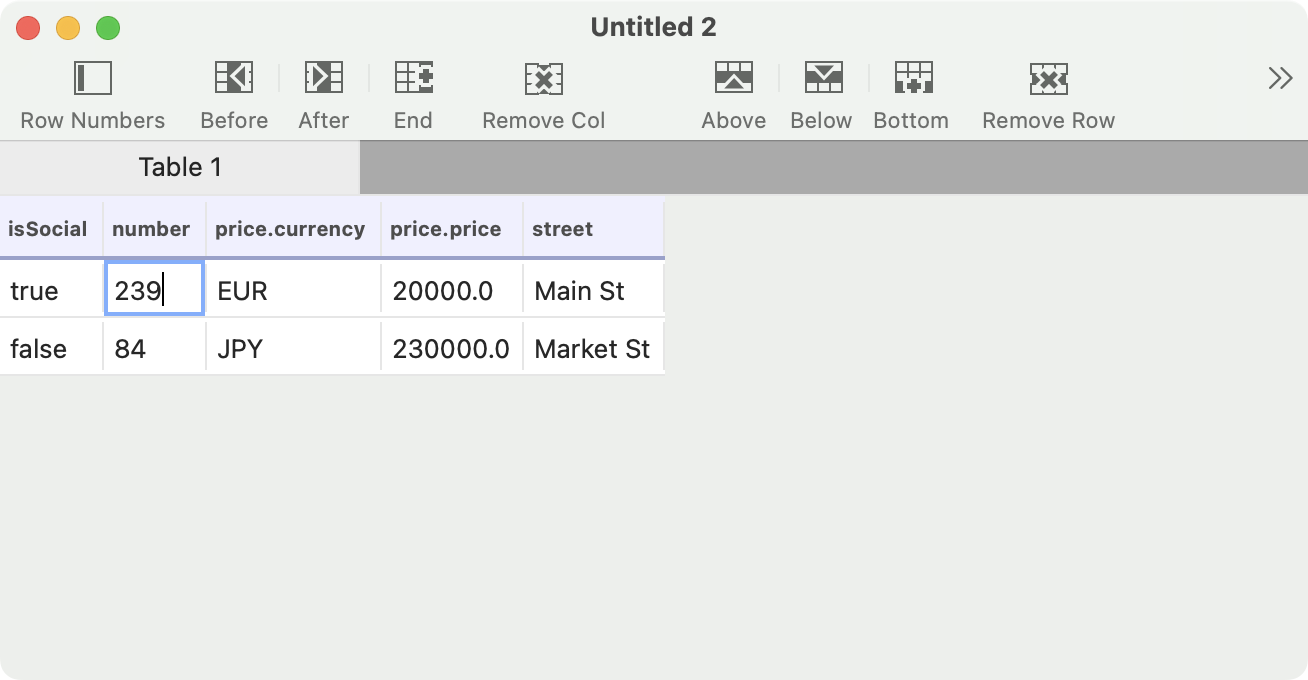 Untitled 2
Row Numbers Before After End Remove Col Above Below Bottom Remove Row
Table 1
isSocial number price.currency price.price street
true 239 EUR 20000.0 Main St
false 84 JPY 230000.0 Market St